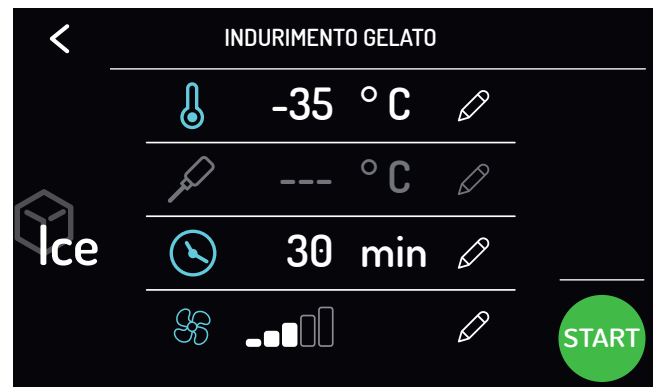 INDURIMENTO GELATO
-35 °C
--- °C
Ice
30 min
START